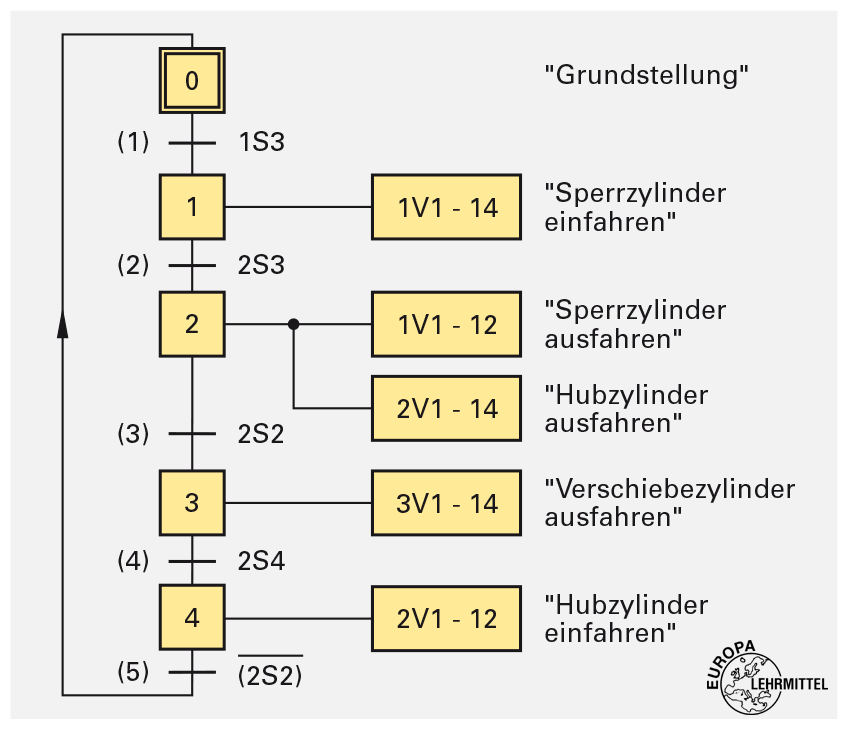 0 "Grundstellung"
(1) 1S3
1 1V1 - 14 "Sperrzylinder
einfahren"
(2) 2S3
2 1V1 - 12 "Sperrzylinder
ausfahren"
2V1 - 14 "Hubzylinder
ausfahren"
(3) 2S2
3 3V1 - 14 "Verschiebezylinder
ausfahren"
(4) 2S4
4 2V1 - 12 "Hubzylinder
einfahren"
(5) (2S2)
EUROPA
LEHRMITTEL